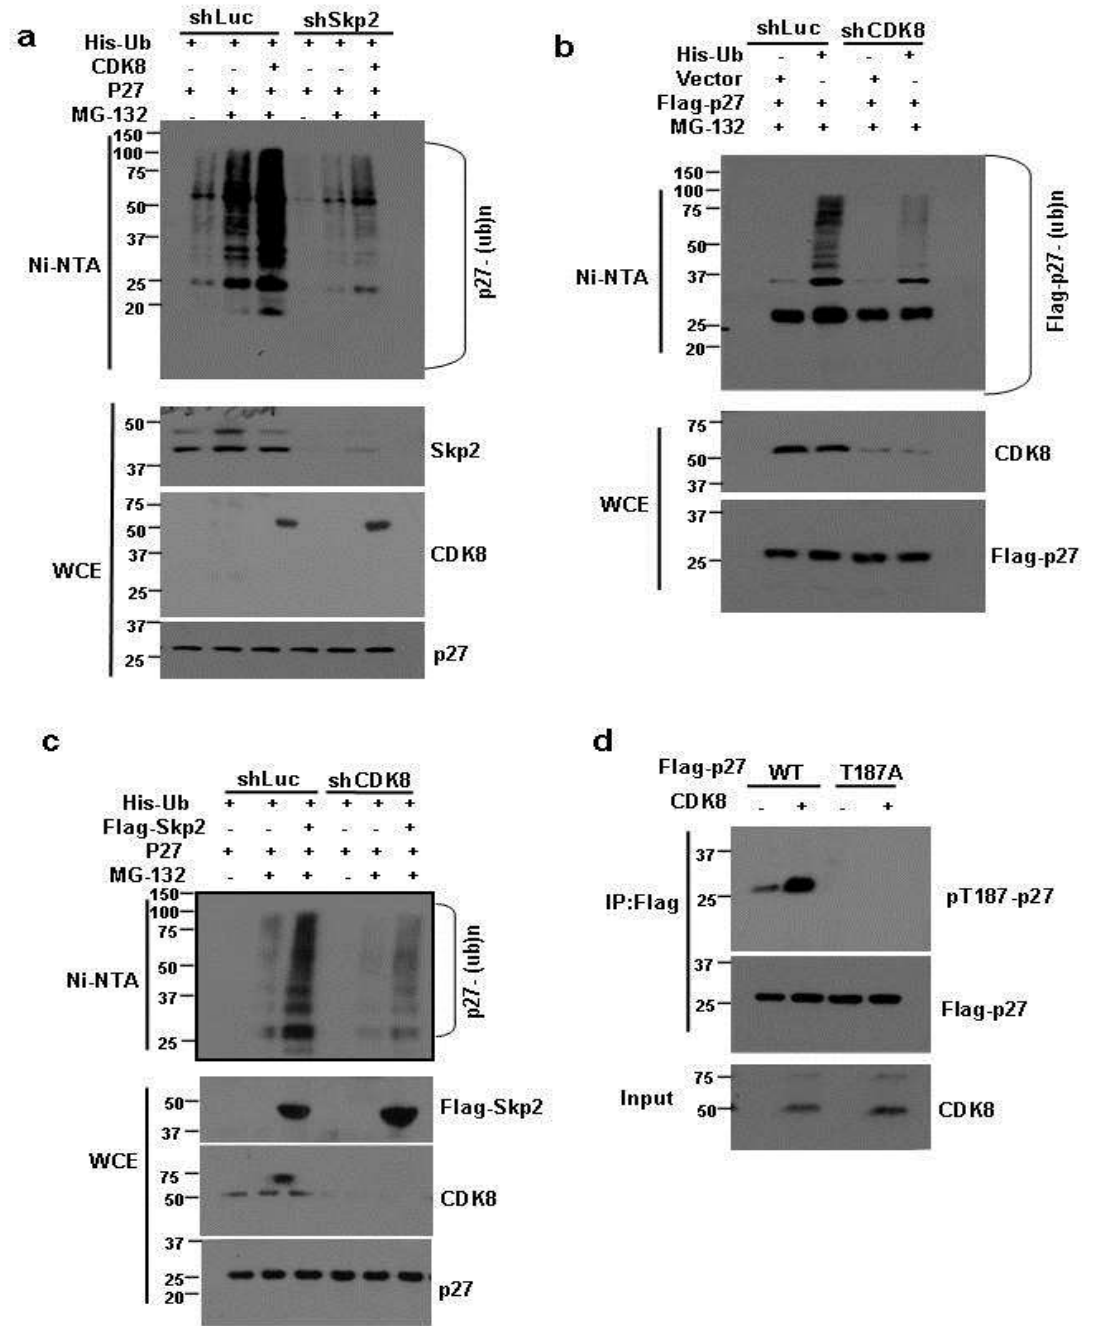 a
shLuc shSkp2
His-Ub + + + + + +
CDK8 - - + - - +
P27 + + + + + +
MG-132 - + + - + +
150
100
75
50
37
25
20
Ni-NTA
p27- (ub)n
50
37
Skp2
75
50
37
25
CDK8
WCE
37
25
p27
b
shLuc shCDK8
His-Ub - + - +
Vector + - + -
Flag-p27 + + + +
MG-132 + + + +
150
100
75
50
37
25
20
Ni-NTA
Flag-p27- (ub)n
75
50
37
CDK8
WCE
37
25
Flag-p27
c
shLuc shCDK8
His-Ub + + + + + +
Flag-Skp2 - - + - - +
P27 + + + + + +
MG-132 - + + - + +
150
100
75
50
37
25
Ni-NTA
p27- (ub)n
50
37
Flag-Skp2
WCE
75
50
CDK8
37
25
20
p27
d
Flag-p27 WT T187A
CDK8 - + - +
37
25
IP:Flag
pT187-p27
37
25
Flag-p27
75
50
Input
CDK8